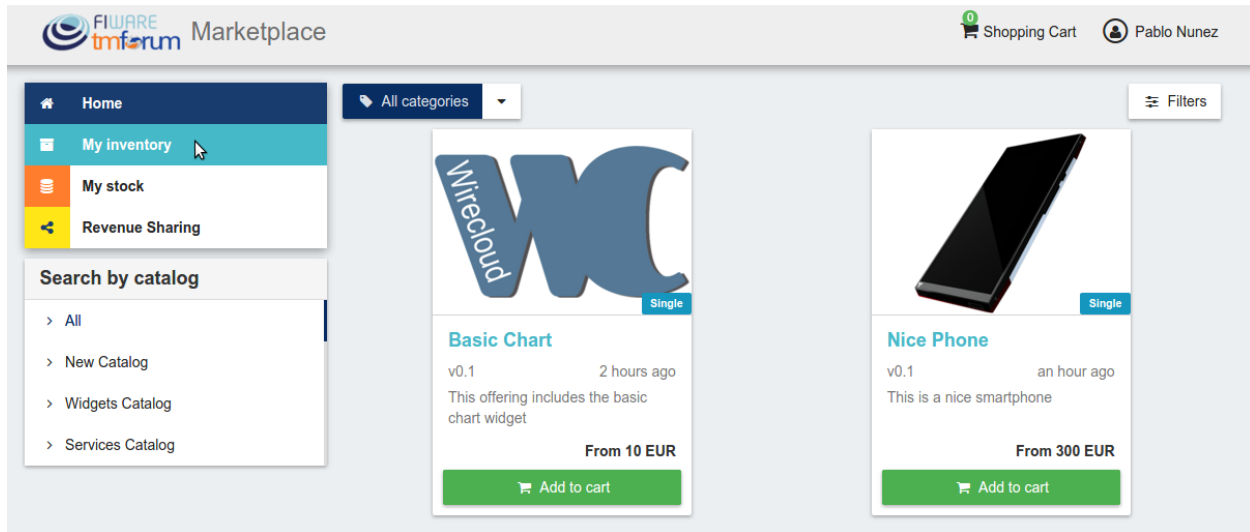 FIWARE
tmforum
Marketplace
0
Shopping Cart
Pablo Nunez
Home
My inventory
My stock
Revenue Sharing
Search by catalog
All
New Catalog
Widgets Catalog
Services Catalog
All categories
Filters
Wirecloud
WC
Single
Basic Chart
v0.1 2 hours ago
This offering includes the basic
chart widget
From 10 EUR
Add to cart
Single
Nice Phone
v0.1 an hour ago
This is a nice smartphone
From 300 EUR
Add to cart